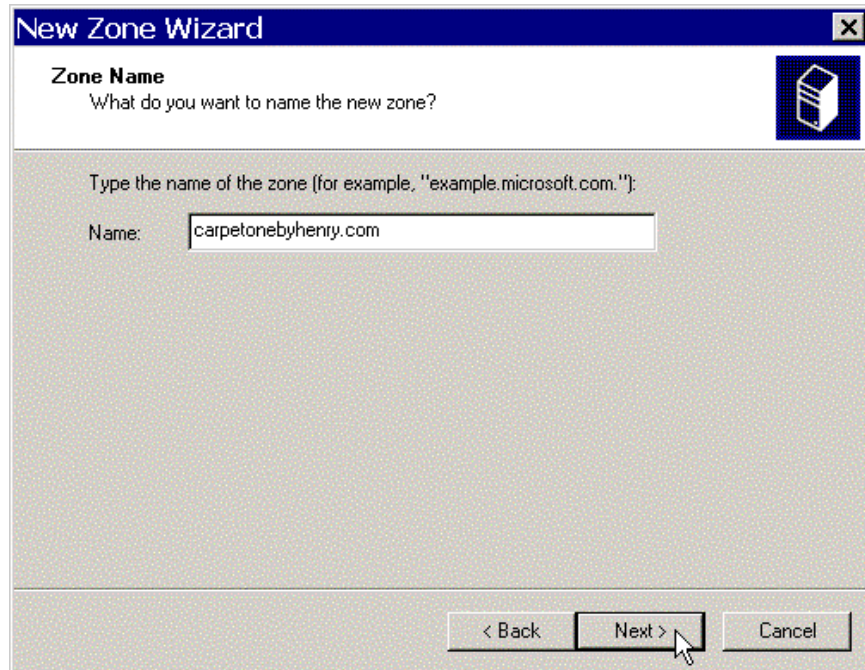 New Zone Wizard
Zone Name
What do you want to name the new zone?
Type the name of the zone (for example, "example.microsoft.com."):
Name: carpetonebyhenry.com
< Back Next > Cancel